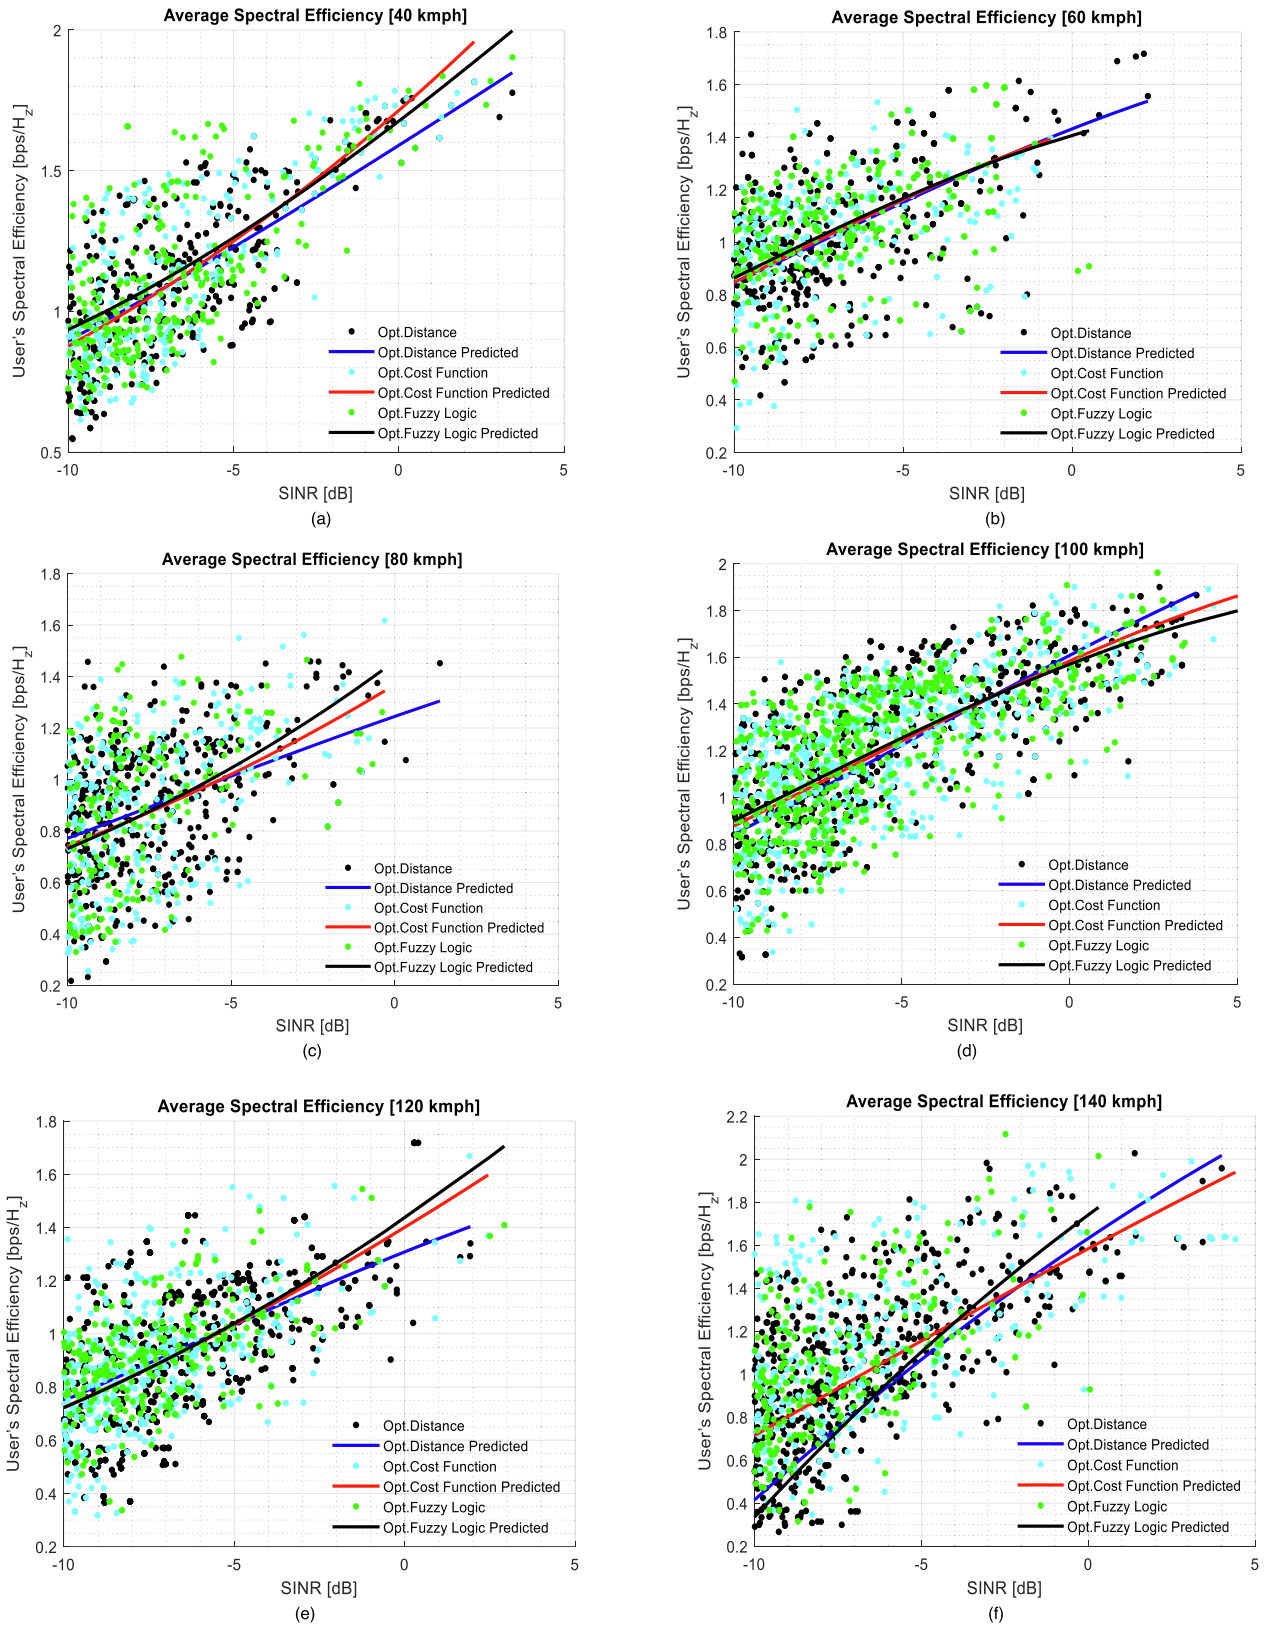 Average Spectral Efficiency [40 kmph]
User's Spectral Efficiency [bps/Hz]
2
1.5
1
0.5
-10
-5
0
5
Opt.Distance
Opt.Distance Predicted
Opt.Cost Function
Opt.Cost Function Predicted
Opt.Fuzzy Logic
Opt.Fuzzy Logic Predicted
SINR [dB]
(a)
Average Spectral Efficiency [60 kmph]
User's Spectral Efficiency [bps/Hz]
1.8
1.6
1.4
1.2
1
0.8
0.6
0.4
0.2
-10
-5
0
5
Opt.Distance
Opt.Distance Predicted
Opt.Cost Function
Opt.Cost Function Predicted
Opt.Fuzzy Logic
Opt.Fuzzy Logic Predicted
SINR [dB]
(b)
Average Spectral Efficiency [80 kmph]
User's Spectral Efficiency [bps/Hz]
1.8
1.6
1.4
1.2
1
0.8
0.6
0.4
0.2
-10
-5
0
5
Opt.Distance
Opt.Distance Predicted
Opt.Cost Function
Opt.Cost Function Predicted
Opt.Fuzzy Logic
Opt.Fuzzy Logic Predicted
SINR [dB]
(c)
Average Spectral Efficiency [100 kmph]
User's Spectral Efficiency [bps/Hz]
2
1.8
1.6
1.4
1.2
1
0.8
0.6
0.4
0.2
-10
-5
0
5
Opt.Distance
Opt.Distance Predicted
Opt.Cost Function
Opt.Cost Function Predicted
Opt.Fuzzy Logic
Opt.Fuzzy Logic Predicted
SINR [dB]
(d)
Average Spectral Efficiency [120 kmph]
User's Spectral Efficiency [bps/Hz]
1.8
1.6
1.4
1.2
1
0.8
0.6
0.4
0.2
-10
-5
0
5
Opt.Distance
Opt.Distance Predicted
Opt.Cost Function
Opt.Cost Function Predicted
Opt.Fuzzy Logic
Opt.Fuzzy Logic Predicted
SINR [dB]
(e)
Average Spectral Efficiency [140 kmph]
User's Spectral Efficiency [bps/Hz]
2.2
2
1.8
1.6
1.4
1.2
1
0.8
0.6
0.4
0.2
-10
-5
0
5
Opt.Distance
Opt.Distance Predicted
Opt.Cost Function
Opt.Cost Function Predicted
Opt.Fuzzy Logic
Opt.Fuzzy Logic Predicted
SINR [dB]
(f)